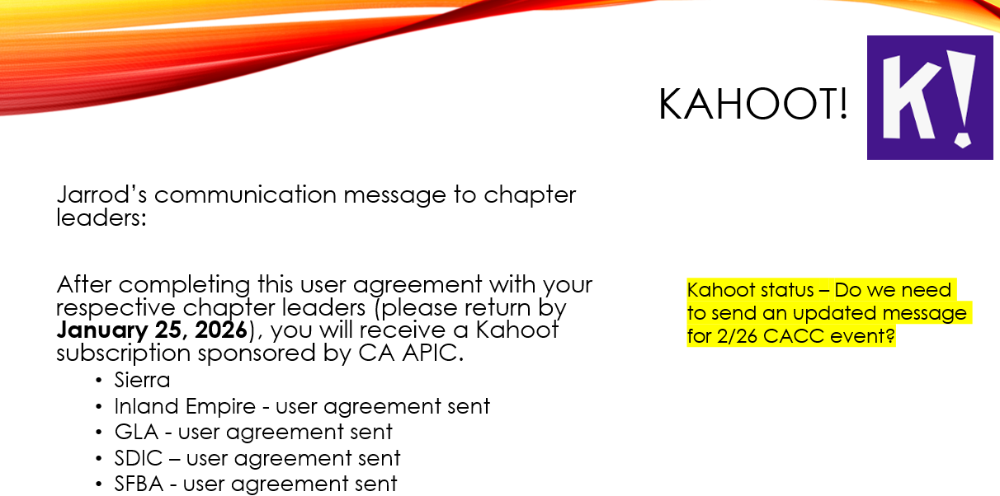 KAHOOT!
K!
Jarrod’s communication message to chapter
leaders:
After completing this user agreement with your
respective chapter leaders (please return by
January 25, 2026), you will receive a Kahoot
subscription sponsored by CA APIC.
• Sierra
• Inland Empire - user agreement sent
• GLA - user agreement sent
• SDIC – user agreement sent
• SFBA - user agreement sent
Kahoot status – Do we need
to send an updated message
for 2/26 CACC event?